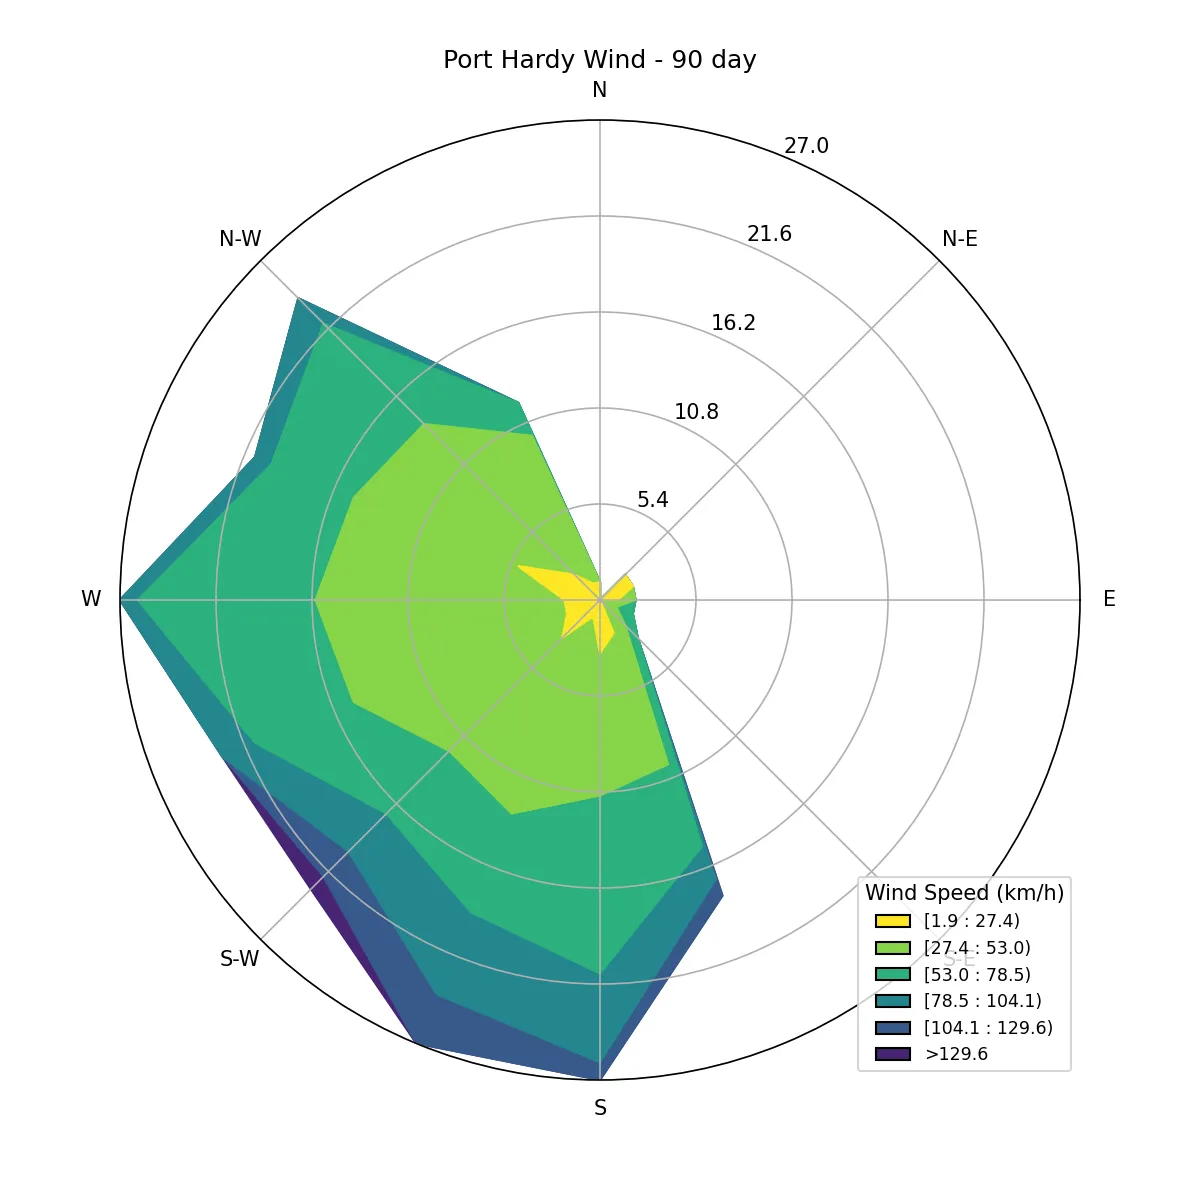 Port Hardy Wind - 90 day
N
27.0
N-W
N-E
21.6
16.2
10.8
5.4
W
E
S-W
S-E
Wind Speed (km/h)
[1.9 : 27.4)
[27.4 : 53.0)
[53.0 : 78.5)
[78.5 : 104.1)
[104.1 : 129.6)
>129.6
S